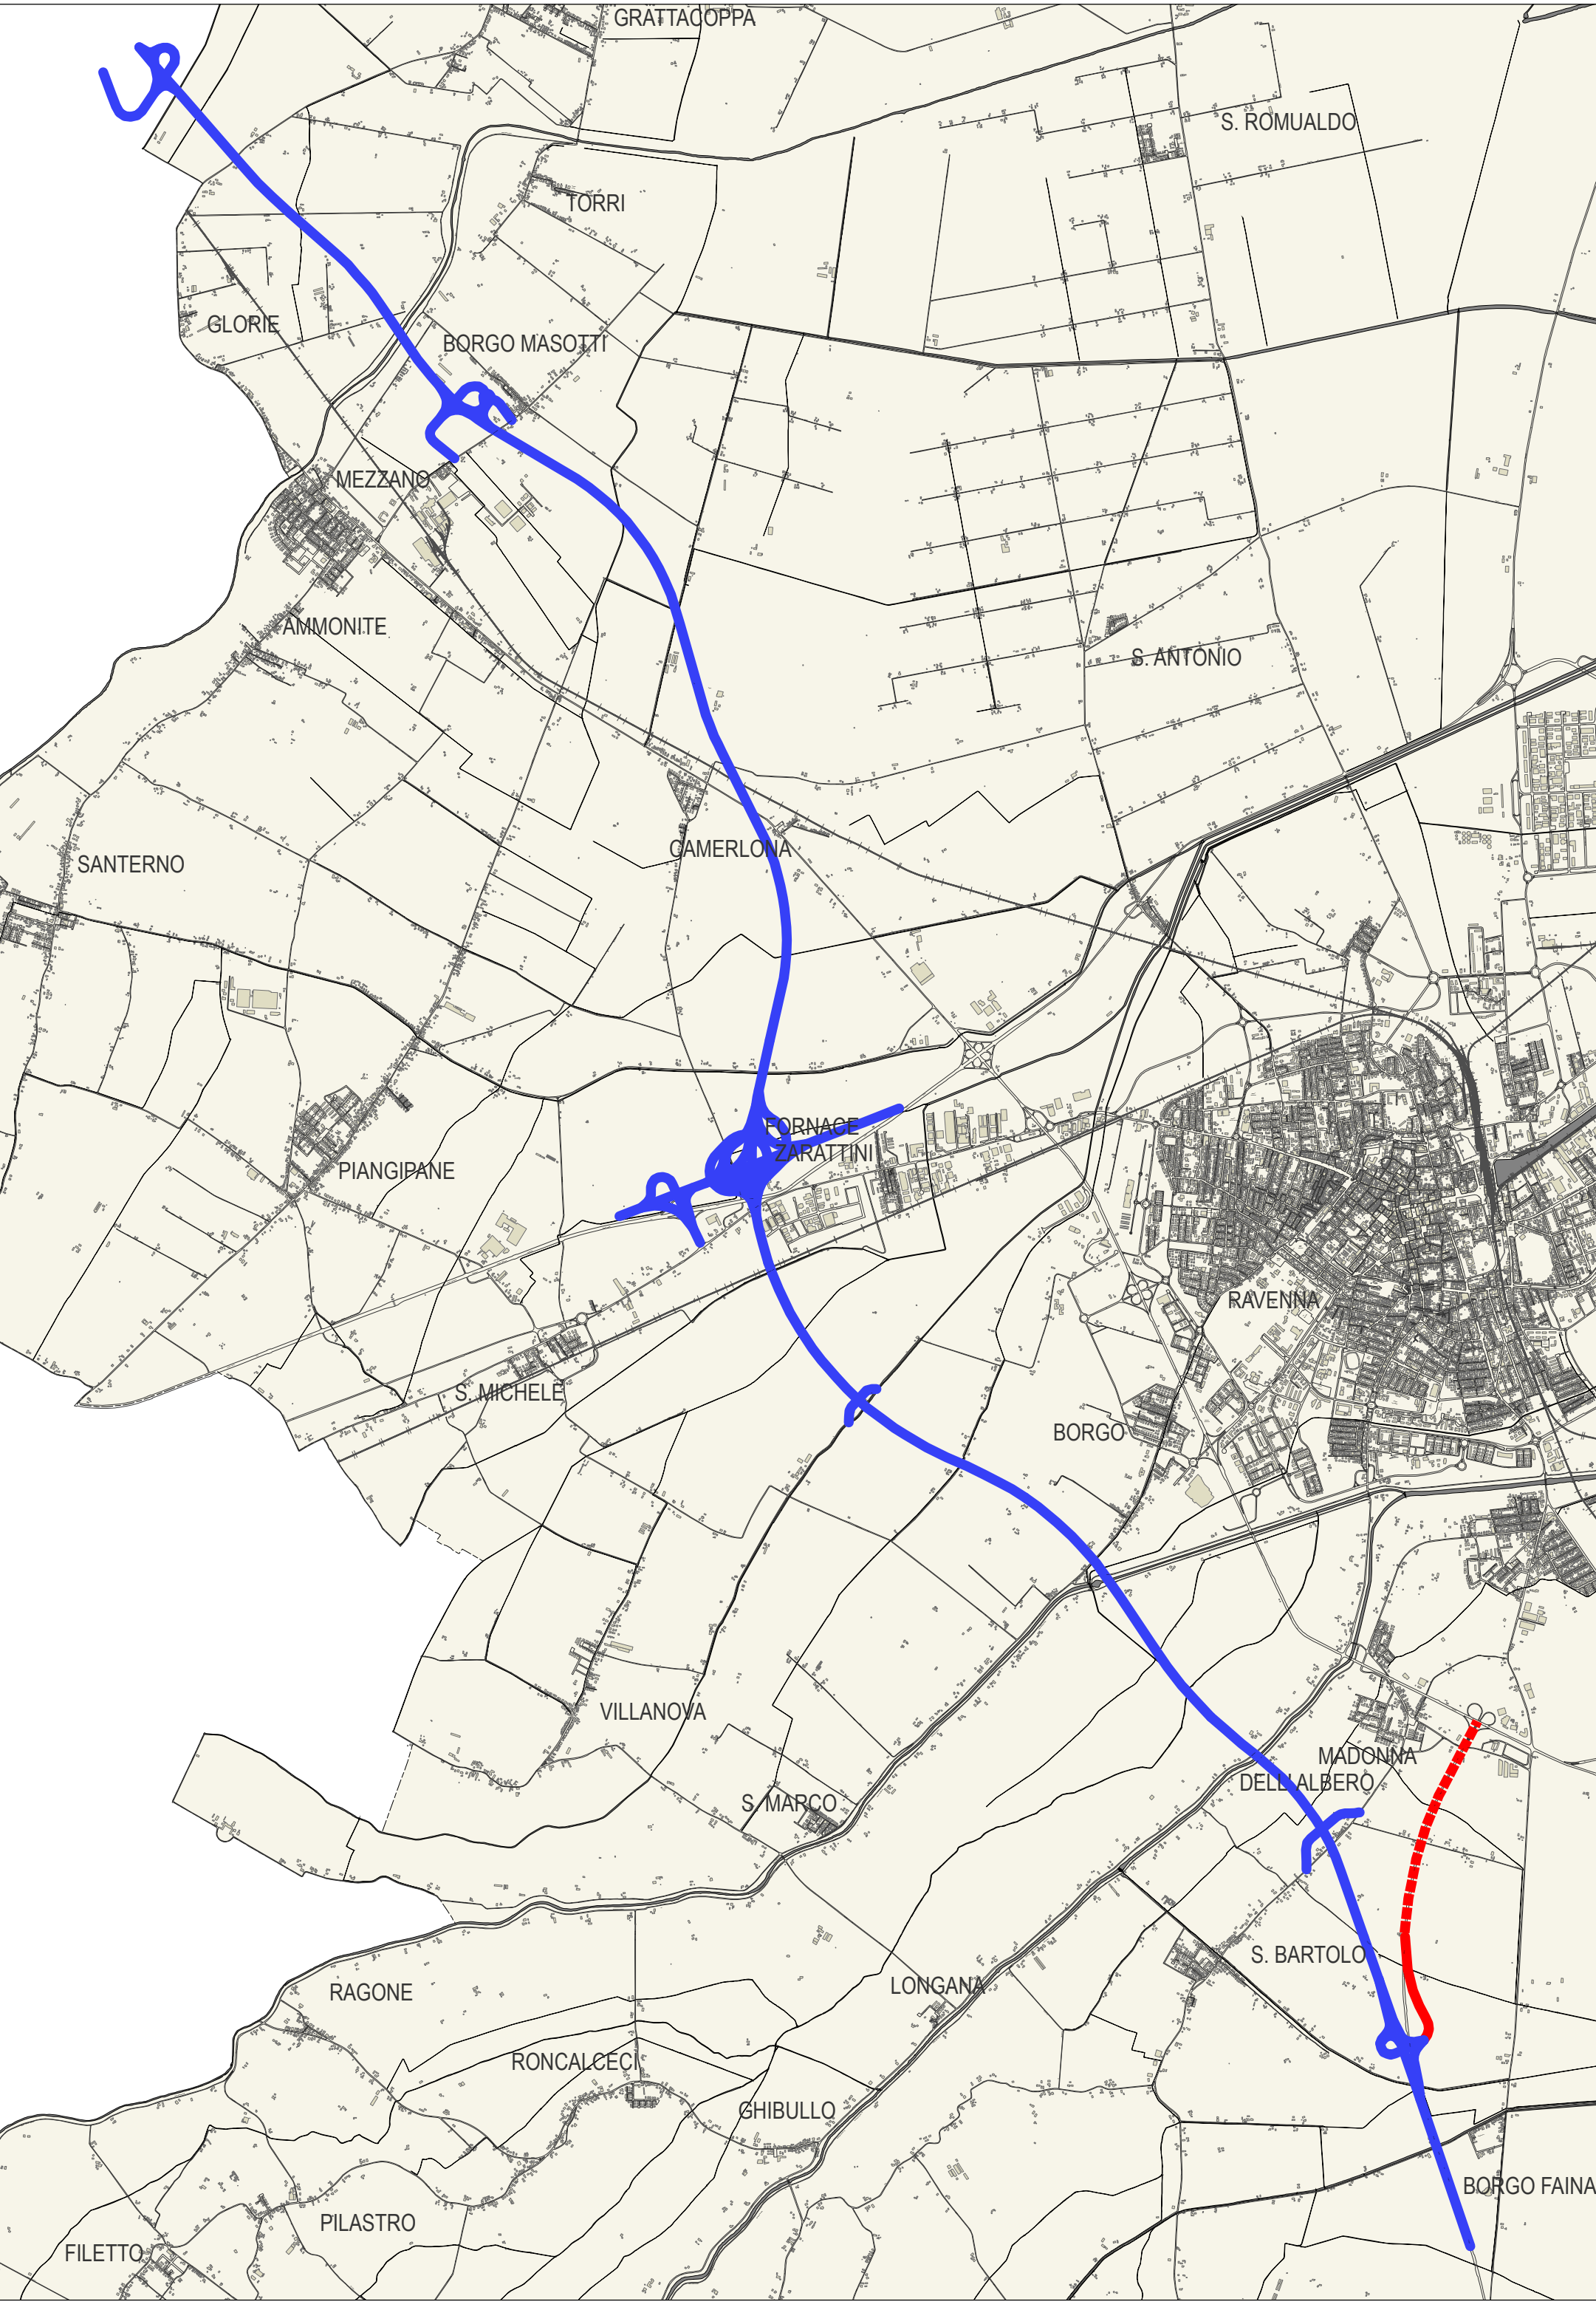 GRATTACOPPA
S. ROMUALDO
TORRI
GLORIE
BORGO MASOTTI
MEZZANO
AMMONITE
S. ANTONIO
CAMERLONA
SANTERNO
FORNACE
ZARATTINI
PIANGIPANE
RAVENNA
S. MICHELE
BORGO
VILLANOVA
MADONNA
DELL'ALBERO
S. MARCO
S. BARTOLO
LONGANA
RAGONE
RONCALCECI
GHIBULLO
BORGO FAINA
PILASTRO
FILETTO